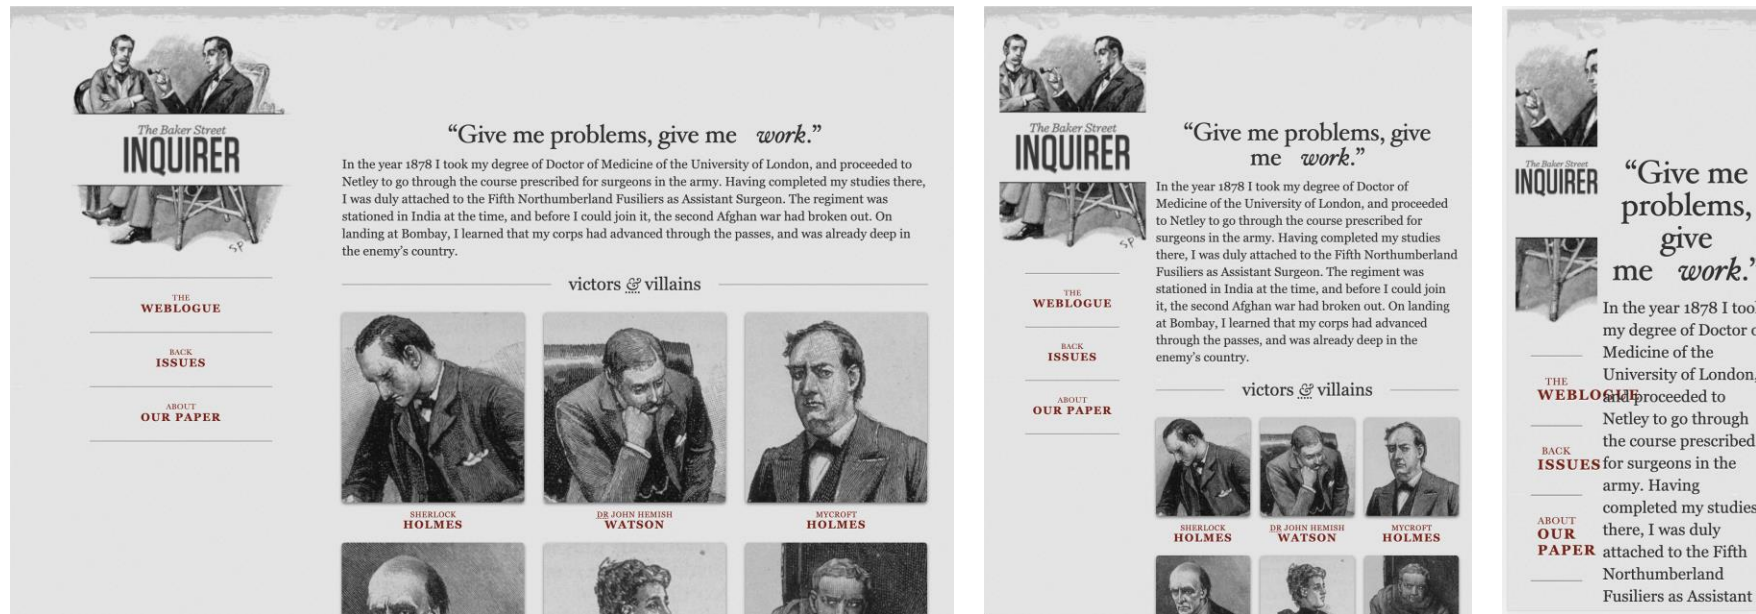 The Baker Street
INQUIRER
SP
THE
WEBLOGUE
BACK
ISSUES
ABOUT
OUR PAPER
“Give me problems, give me work.”
In the year 1878 I took my degree of Doctor of Medicine of the University of London, and proceeded to
Netley to go through the course prescribed for surgeons in the army. Having completed my studies there,
I was duly attached to the Fifth Northumberland Fusiliers as Assistant Surgeon. The regiment was
stationed in India at the time, and before I could join it, the second Afghan war had broken out. On
landing at Bombay, I learned that my corps had advanced through the passes, and was already deep in
the enemy’s country.
victors & villains
SHERLOCK
HOLMES
DR JOHN HEMISH
WATSON
MYCROFT
HOLMES
The Baker Street
INQUIRER
SP
THE
WEBLOGUE
BACK
ISSUES
ABOUT
OUR PAPER
“Give me problems, give
me work.”
In the year 1878 I took my degree of Doctor of
Medicine of the University of London, and proceeded
to Netley to go through the course prescribed for
surgeons in the army. Having completed my studies
there, I was duly attached to the Fifth Northumberland
Fusiliers as Assistant Surgeon. The regiment was
stationed in India at the time, and before I could join
it, the second Afghan war had broken out. On landing
at Bombay, I learned that my corps had advanced
through the passes, and was already deep in the
enemy’s country.
victors & villains
SHERLOCK
HOLMES
DR JOHN HEMISH
WATSON
MYCROFT
HOLMES
The Baker Street
INQUIRER
THE
WEBLOGUE
BACK
ISSUES
ABOUT
OUR
PAPER
“Give me
problems,
give
me work.”
In the year 1878 I took
my degree of Doctor of
Medicine of the
University of London,
and proceeded to
Netley to go through
the course prescribed
for surgeons in the
army. Having
completed my studies
there, I was duly
attached to the Fifth
Northumberland
Fusiliers as Assistant